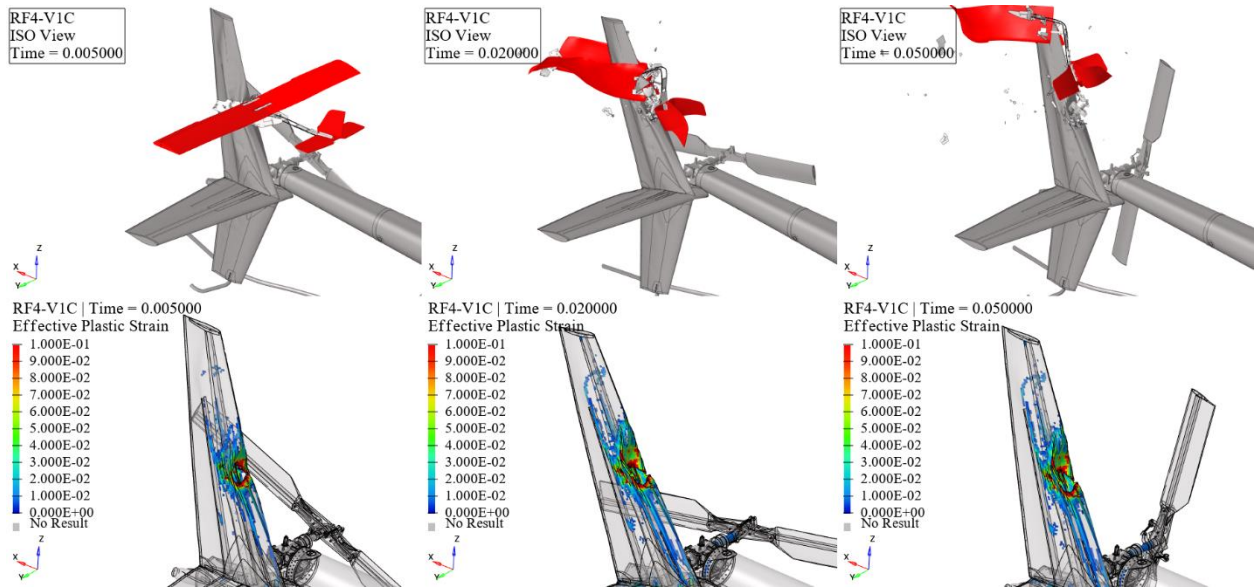 RF4-V1C
ISO View
Time = 0.005000
X
Y
Z
RF4-V1C
ISO View
Time = 0.020000
X
Y
Z
RF4-V1C
ISO View
Time = 0.050000
X
Y
Z
RF4-V1C | Time = 0.005000
Effective Plastic Strain
1.000E-01
9.000E-02
8.000E-02
7.000E-02
6.000E-02
5.000E-02
4.000E-02
3.000E-02
2.000E-02
1.000E-02
0.000E+00
No Result
X
Y
Z
RF4-V1C | Time = 0.020000
Effective Plastic Strain
1.000E-01
9.000E-02
8.000E-02
7.000E-02
6.000E-02
5.000E-02
4.000E-02
3.000E-02
2.000E-02
1.000E-02
0.000E+00
No Result
X
Y
Z
RF4-V1C | Time = 0.050000
Effective Plastic Strain
1.000E-01
9.000E-02
8.000E-02
7.000E-02
6.000E-02
5.000E-02
4.000E-02
3.000E-02
2.000E-02
1.000E-02
0.000E+00
No Result
X
Y
Z